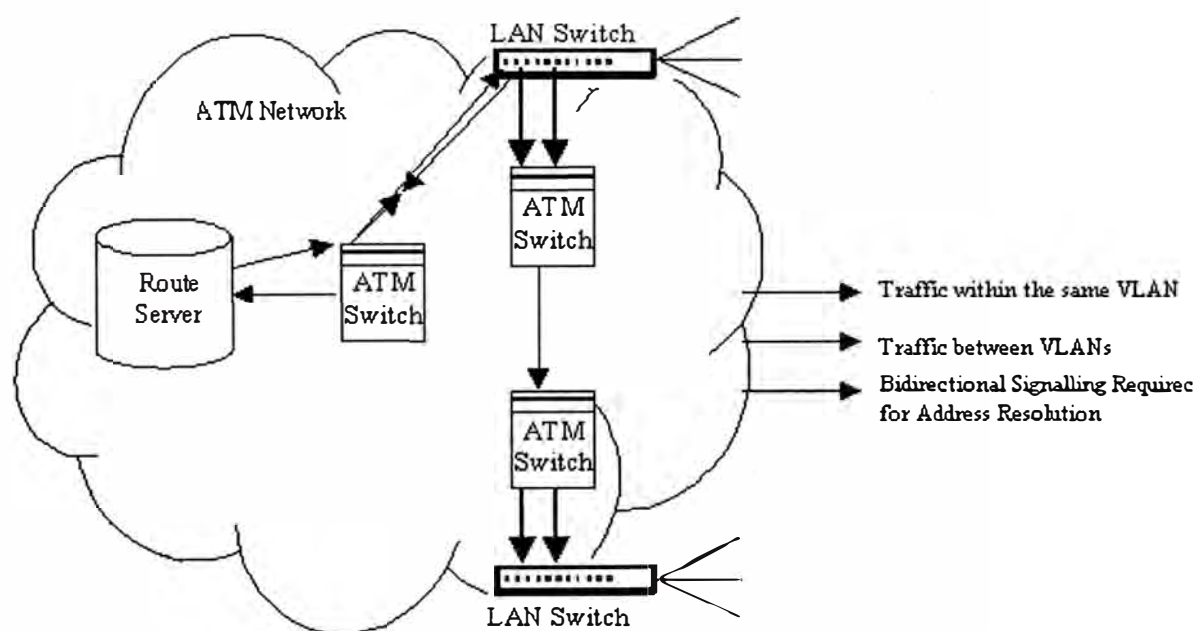 LAN Switch
ATM Network
ATM
Switch
Route
Server
ATM
Switch
Traffic within the same VLAN
Traffic between VLANs
Bidirectional Signalling Requirec
for Address Resolution
ATM
Switch
LAN Switch